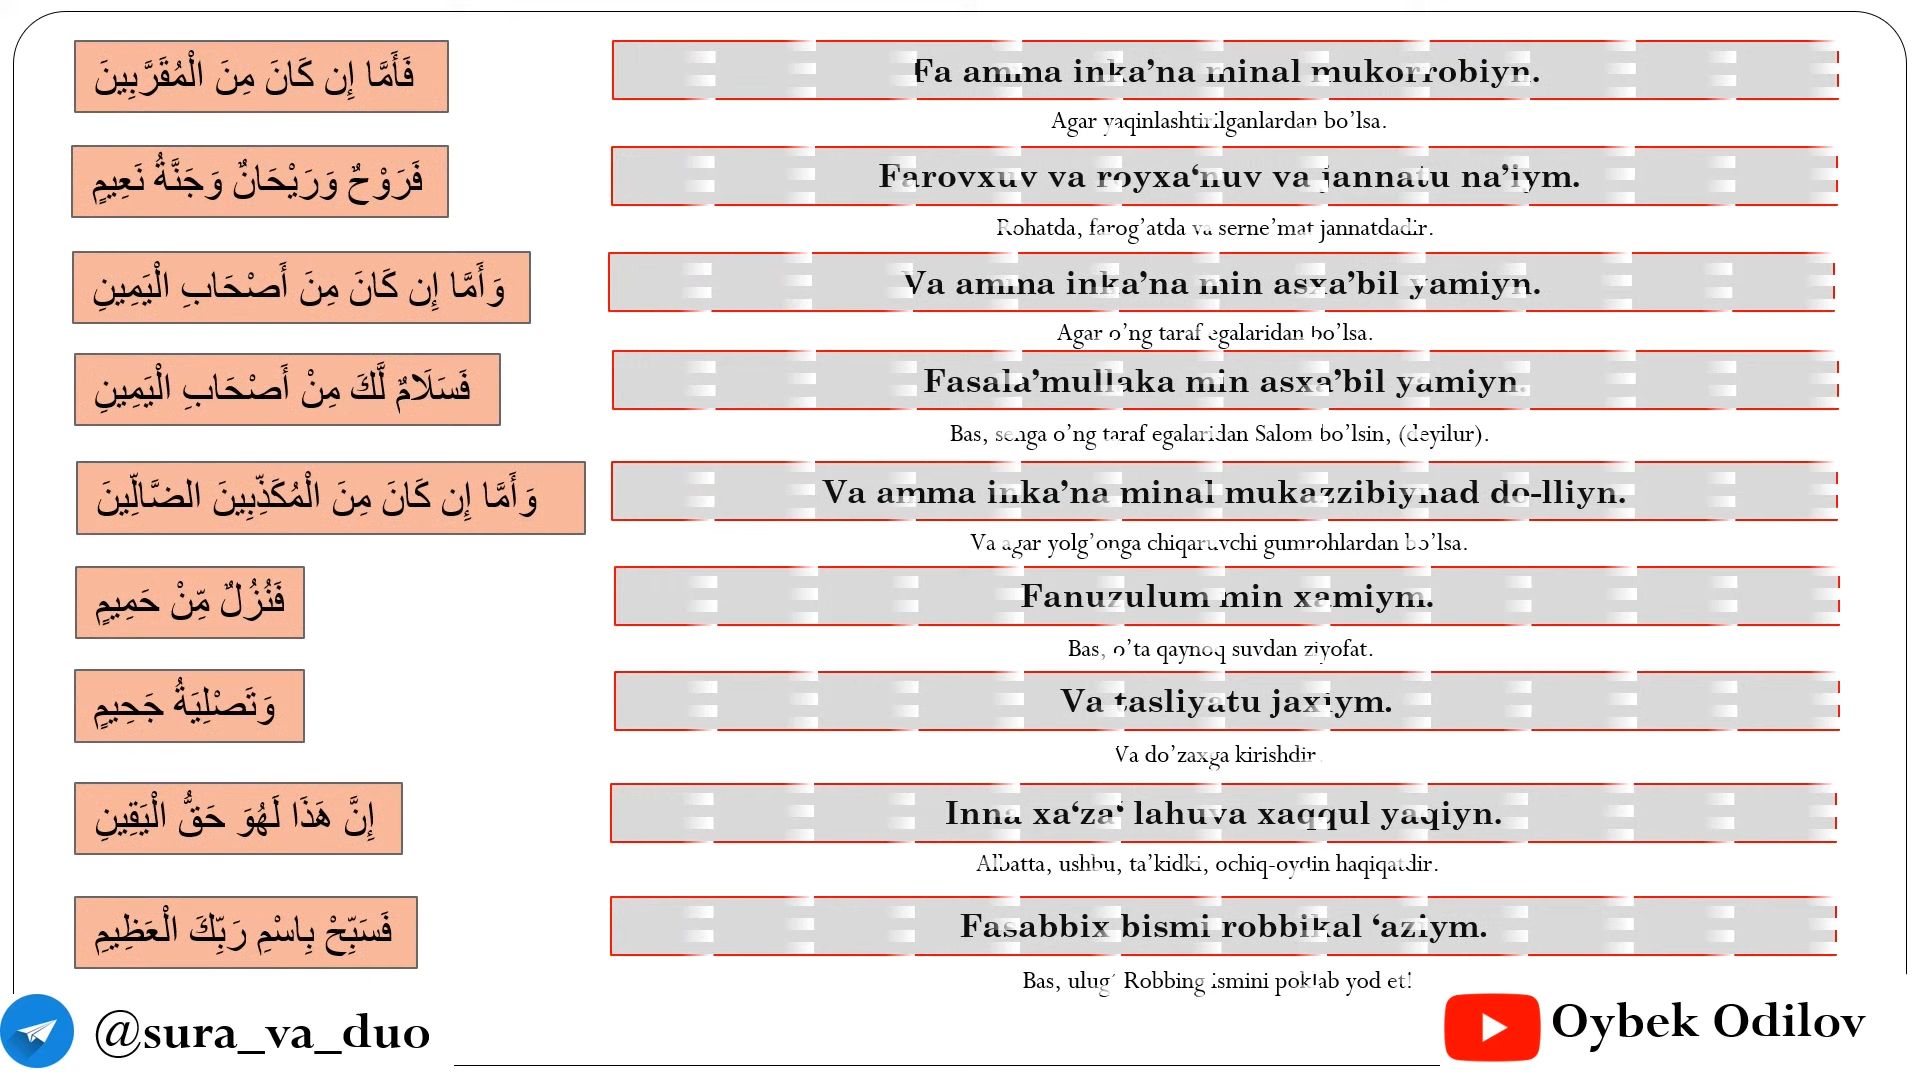 فَأَمَّا إِن كَانَ مِنَ الْمُقَرَّبِينَ
Fa amma inka’na minal mukorrobiyn.
Agar yaqinlashtirilganlardan bo’lsa.
فَرَوْحٌ وَرَيْحَانٌ وَجَنَّةُ نَعِيمٍ
Farovxuv va royxa‘nuv va jannatu na’iym.
Rohatda, farog’atda va serne’mat jannatdadir.
وَأَمَّا إِن كَانَ مِنَ أَصْحَابِ الْيَمِينِ
Va amma inka’na min asxa’bil yamiyn.
Agar o’ng taraf egalaridan bo’lsa.
فَسَلَامٌ لَّكَ مِنْ أَصْحَابِ الْيَمِينِ
Fasala’mullaka min asxa’bil yamiyn.
Bas, senga o’ng taraf egalaridan Salom bo’lsin, (deyilur).
وَأَمَّا إِن كَانَ مِنَ الْمُكَذِّبِينَ الضَّالِّينَ
Va amma inka’na minal mukazzibiynad do-lliyn.
Va agar yolg’onga chiqaruvchi gumrohlardan bo’lsa.
فَنُزُلٌ مِّنْ حَمِيمٍ
Fanuzulum min xamiym.
Bas, o’ta qaynoq suvdan ziyofat.
وَتَصْلِيَةُ جَحِيمٍ
Va tasliyatu jaxiym.
Va do’zaxga kirishdir.
إِنَّ هَذَا لَهُوَ حَقُّ الْيَقِينِ
Inna xa‘za‘ lahuva xaqqul yaqiyn.
Albatta, ushbu, ta’kidki, ochiq-oydin haqiqatdir.
فَسَبِّحْ بِاسْمِ رَبِّكَ الْعَظِيمِ
Fasabbix bismi robbikal ‘aziym.
Bas, ulug‘ Robbing ismini poklab yod et!
@sura_va_duo
Oybek Odilov